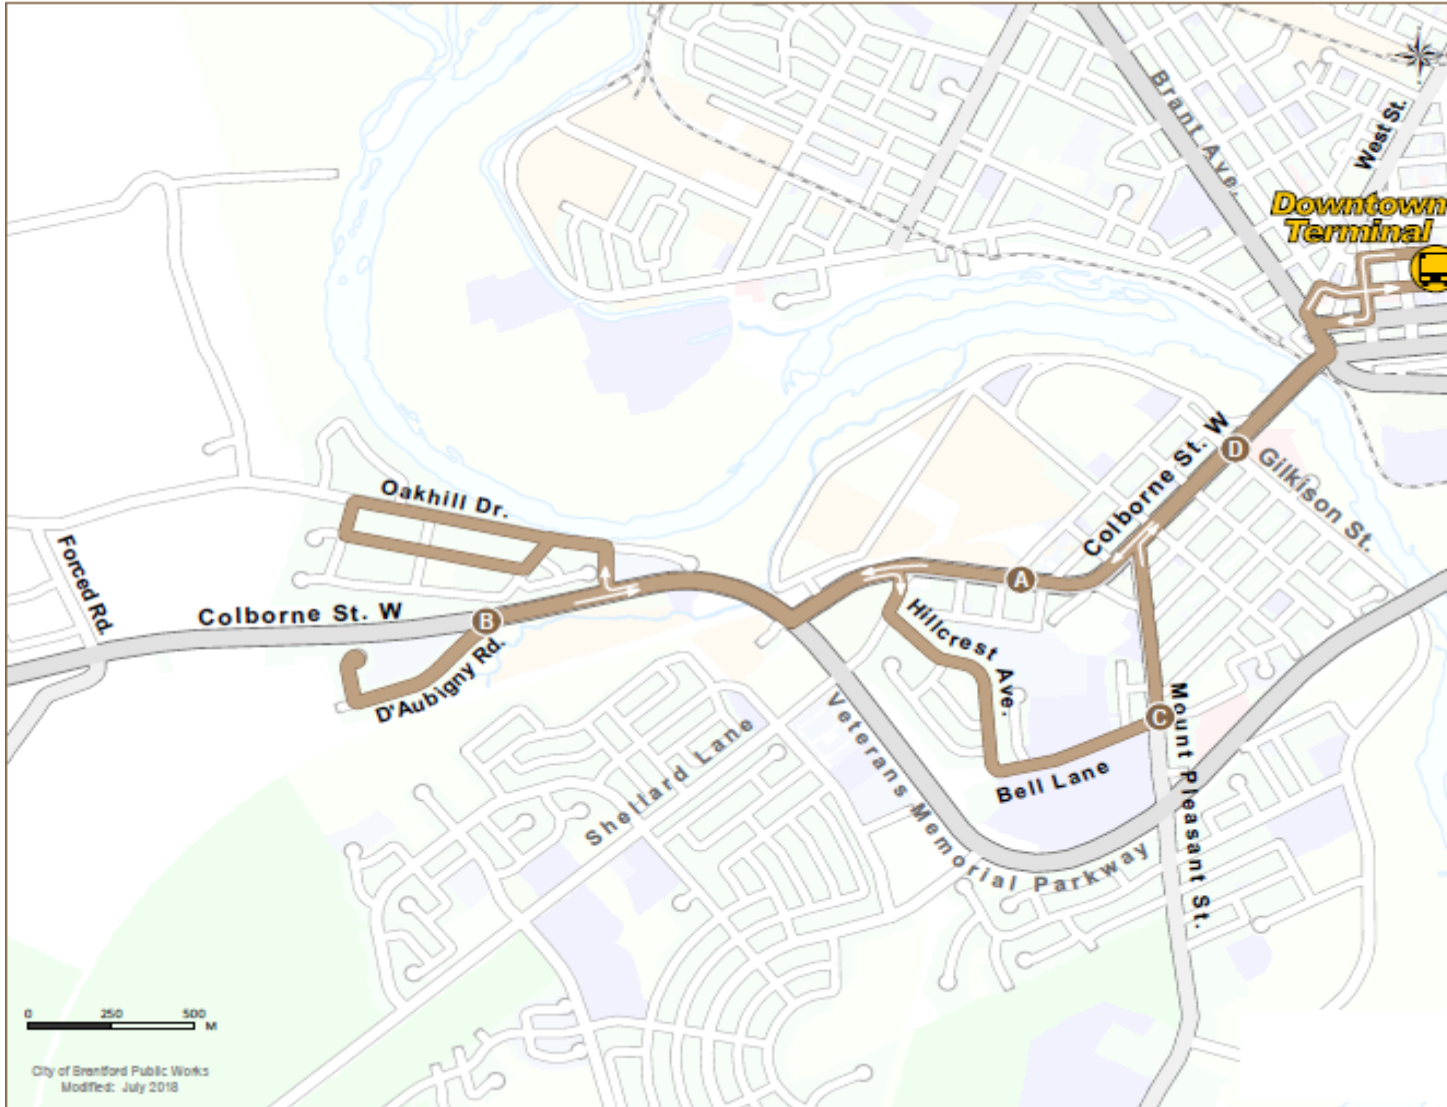 Brant Ave.
West St.
Downtown
Terminal
Colborne St. W
D
Gilkison St.
Oakhill Dr.
Forced Rd.
Colborne St. W
B
A
D'Aubigny Rd.
Hillcrest Ave.
C
Bell Lane
Mount Pleasant St.
Shellard Lane
Veterans Memorial Parkway
0 250 500
M
City of Brantford Public Works
Modified: July 2018